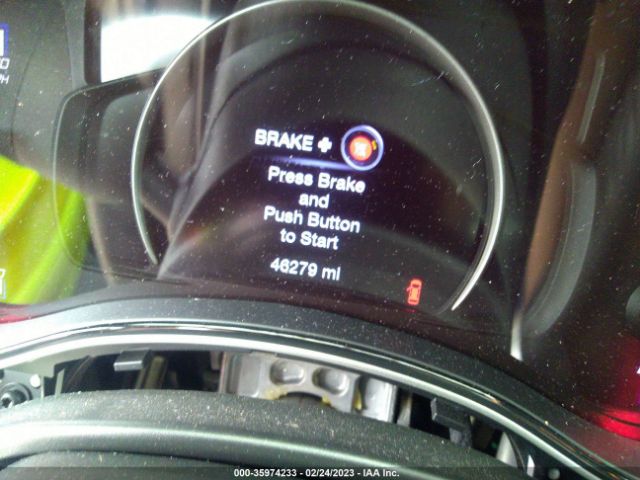 BRAKE +
Press Brake
and
Push Button
to Start
46279 mi
000-35974233 - 02/24/2023 - IAA Inc.